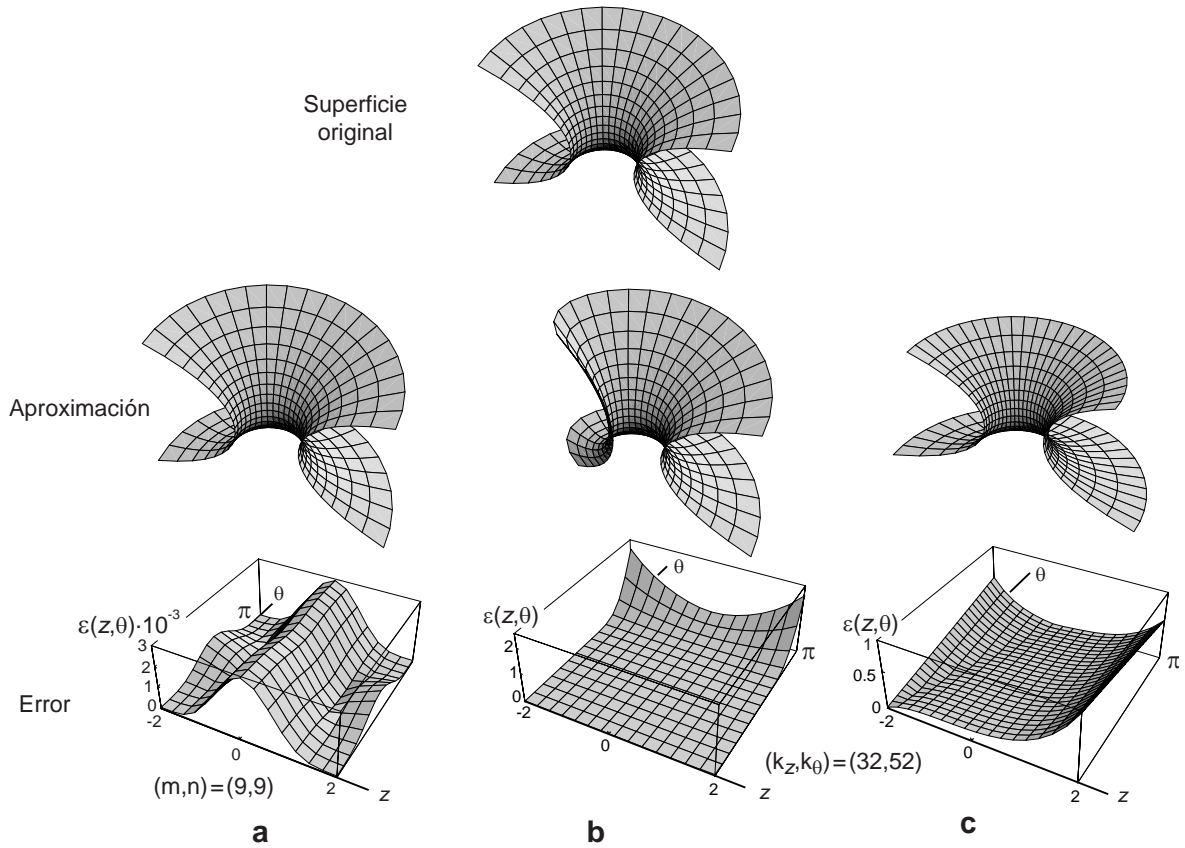 Superficie
original
Aproximación
Error
ε(z,θ)·10⁻³
3
2
1
0
-2
0
2
z
π
θ
(m,n)=(9,9)
a
ε(z,θ)
2
1
0
-2
0
2
z
θ
π
b
(k_z,k_θ)=(32,52)
ε(z,θ)
1
0.5
0
-2
0
2
z
θ
π
c